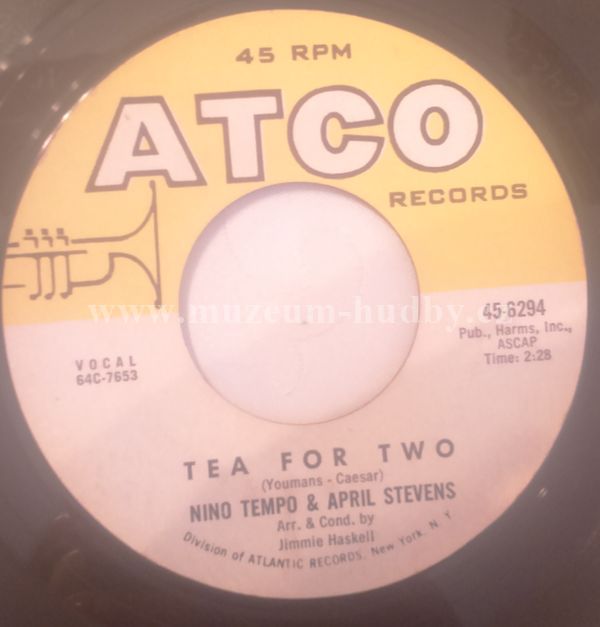 45 RPM
ATCO
RECORDS
www.muzeum-hudby.cz
45-6294
Pub., Harms, Inc.,
ASCAP
Time: 2:28
VOCAL
64C-7653
TEA FOR TWO
(Youmans - Caesar)
NINO TEMPO & APRIL STEVENS
Arr. & Cond. by
Jimmie Haskell
Division of ATLANTIC RECORDS, New York, N. Y.